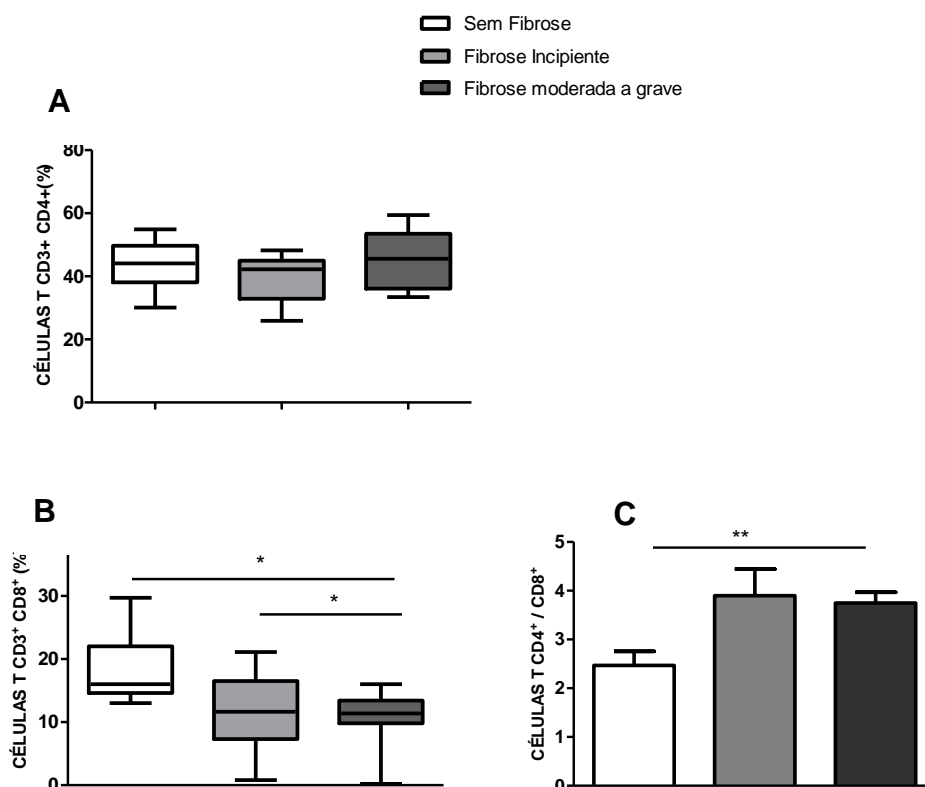 Sem Fibrose
Fibrose Incipiente
Fibrose moderada a grave
A
CÉLULAS T CD3+ CD4+(%)
80
60
40
20
0
B
CÉLULAS T CD3⁺ CD8⁺ (%
30
20
10
0
*
*
C
CÉLULAS T CD4⁺ / CD8⁺
5
4
3
2
1
0
**